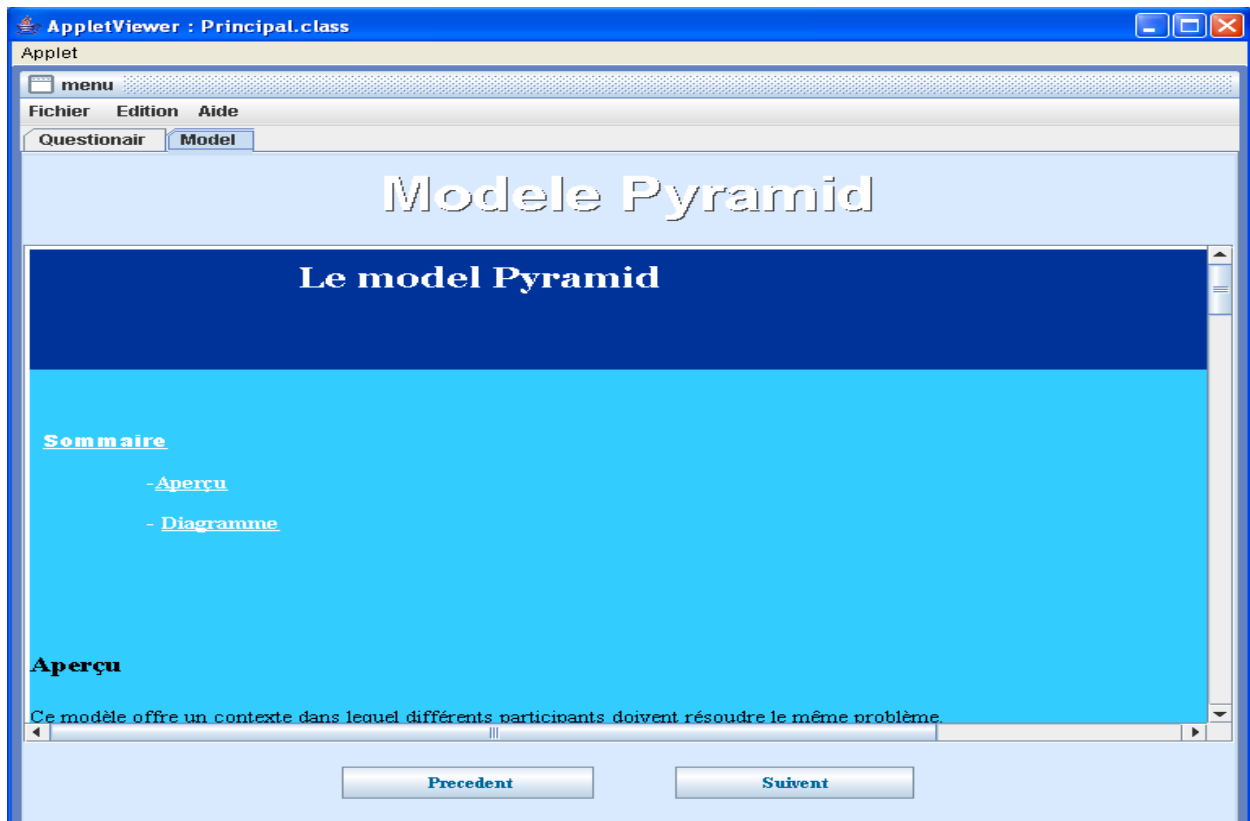 AppletViewer : Principal.class
Applet
menu
Fichier Edition Aide
Questionair Model
Modele Pyramid
Le model Pyramid
Sommaire
-Aperçu
- Diagramme
Aperçu
Ce modèle offre un contexte dans lequel différents participants doivent résoudre le même problème.
Precedent Suivent